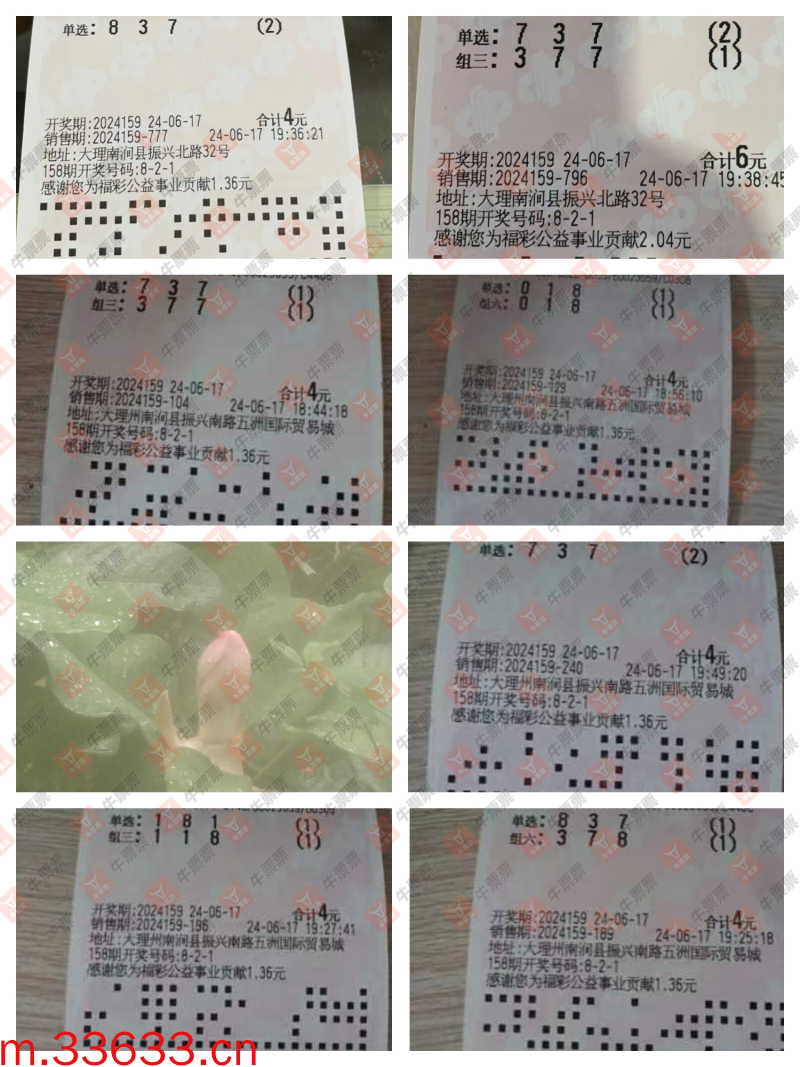 单选: 8 3 7 (2)
开奖期:2024159 24-06-17 合计4元
销售期:2024159-777 24-06-17 19:36:21
地址:大理南涧县振兴北路32号
158期开奖号码:8-2-1
感谢您为福彩公益事业贡献1.36元
单选: 7 3 7 (2)
组三: 3 7 7 (1)
开奖期:2024159 24-06-17 合计6元
销售期:2024159-796 24-06-17 19:38:45
地址:大理南涧县振兴北路32号
158期开奖号码:8-2-1
感谢您为福彩公益事业贡献2.04元
单选: 7 3 7 (1)
组三: 3 7 7 (1)
开奖期:2024159 24-06-17 合计4元
销售期:2024159-104 24-06-17 18:44:18
地址:大理州南涧县振兴南路五洲国际贸易城
158期开奖号码:8-2-1
感谢您为福彩公益事业贡献1.36元
单选: 0 1 8 (1)
组六: 0 1 8 (1)
开奖期:2024159 24-06-17 合计4元
销售期:2024159-129 24-06-17 18:56:10
地址:大理州南涧县振兴南路五洲国际贸易城
158期开奖号码:8-2-1
感谢您为福彩公益事业贡献1.36元
单选: 7 3 7 (2)
开奖期:2024159 24-06-17 合计4元
销售期:2024159-240 24-06-17 19:49:20
地址:大理州南涧县振兴南路五洲国际贸易城
158期开奖号码:8-2-1
感谢您为福彩公益事业贡献1.36元
单选: 1 8 1 (1)
组三: 1 1 8 (1)
开奖期:2024159 24-06-17 合计4元
销售期:2024159-196 24-06-17 19:27:41
地址:大理州南涧县振兴南路五洲国际贸易城
158期开奖号码:8-2-1
感谢您为福彩公益事业贡献1.36元
单选: 8 3 7 (1)
组六: 3 7 8 (1)
开奖期:2024159 24-06-17 合计4元
销售期:2024159-189 24-06-17 19:25:18
地址:大理州南涧县振兴南路五洲国际贸易城
158期开奖号码:8-2-1
感谢您为福彩公益事业贡献1.36元
牛票票
m.33633.cn